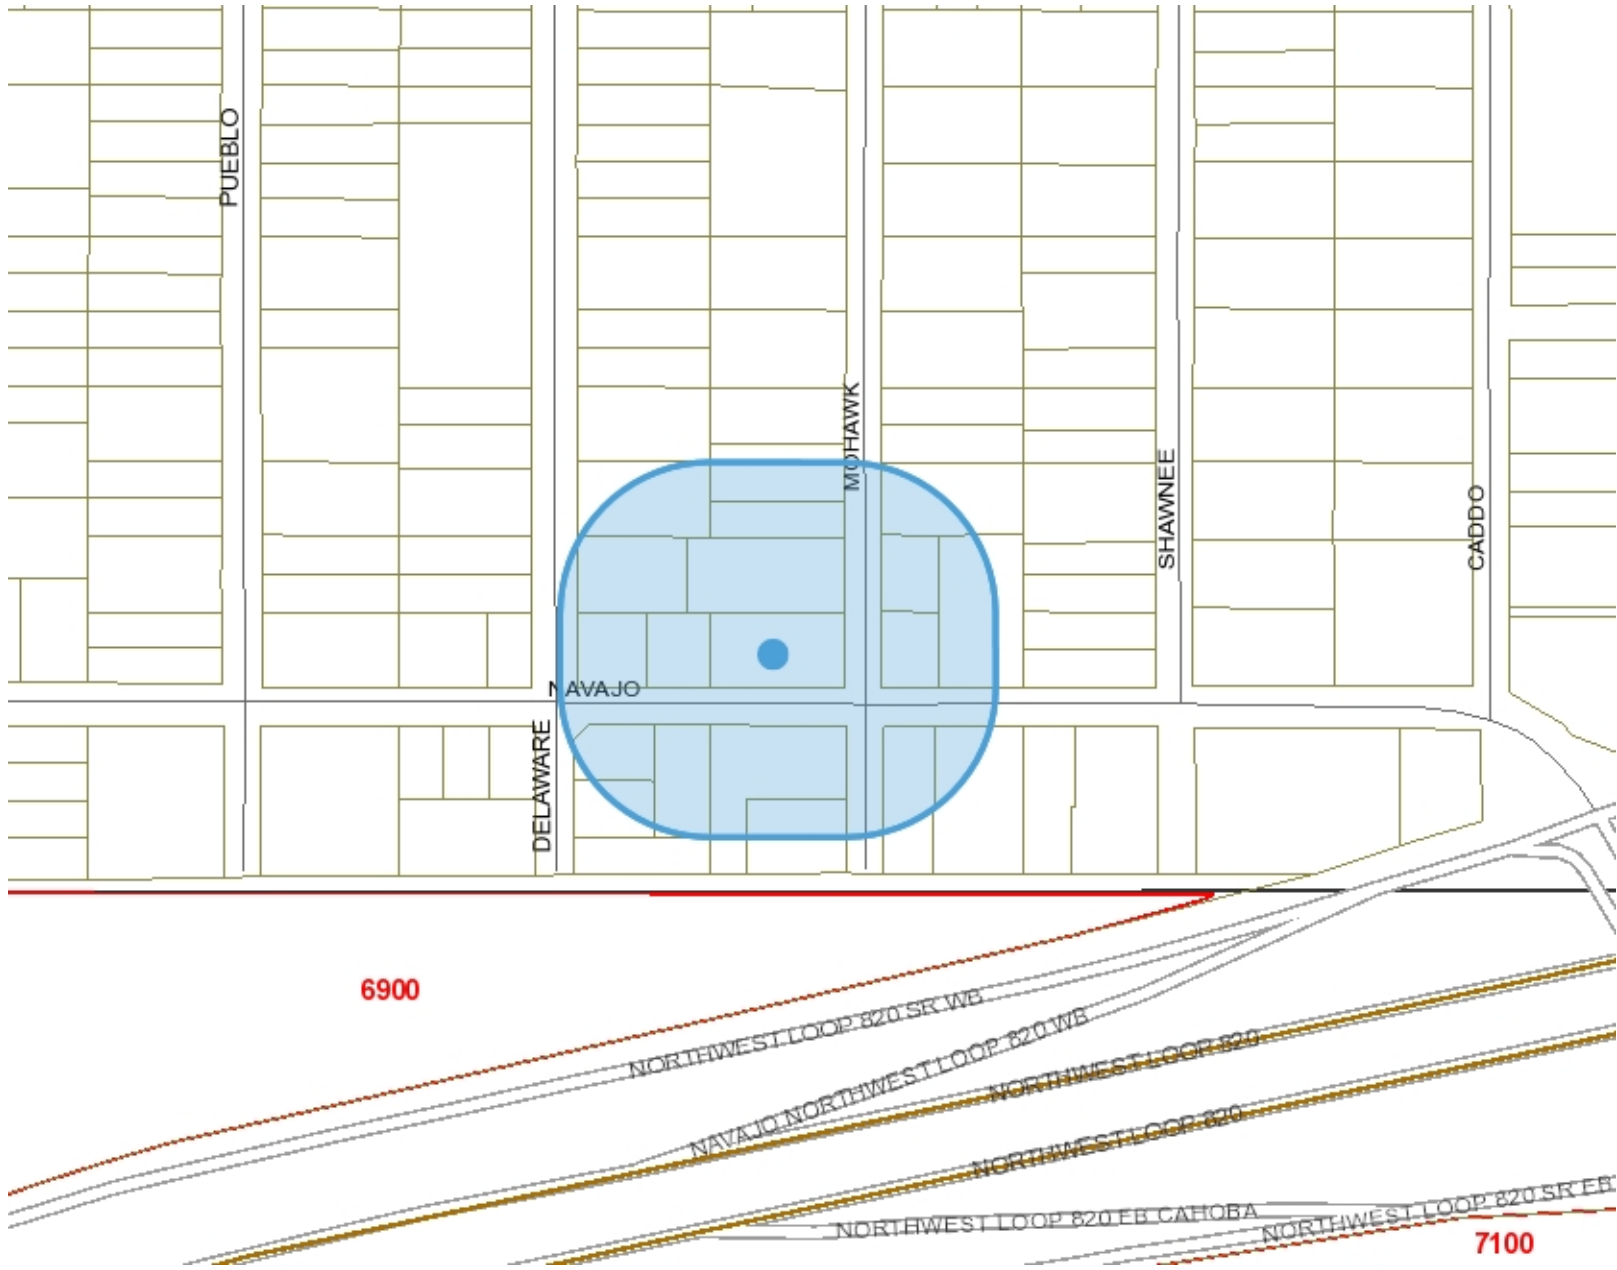 PUEBLO
MOHAWK
SHAWNEE
CADDO
NAVAJO
DELAWARE
6900
NORTHWEST LOOP 820 SR WB
NAVAJO NORTHWEST LOOP 820 WB
NORTHWEST LOOP 820
NORTHWEST LOOP 820
NORTHWEST LOOP 820 EB CAHOBA
NORTHWEST LOOP 820 SR EB
7100